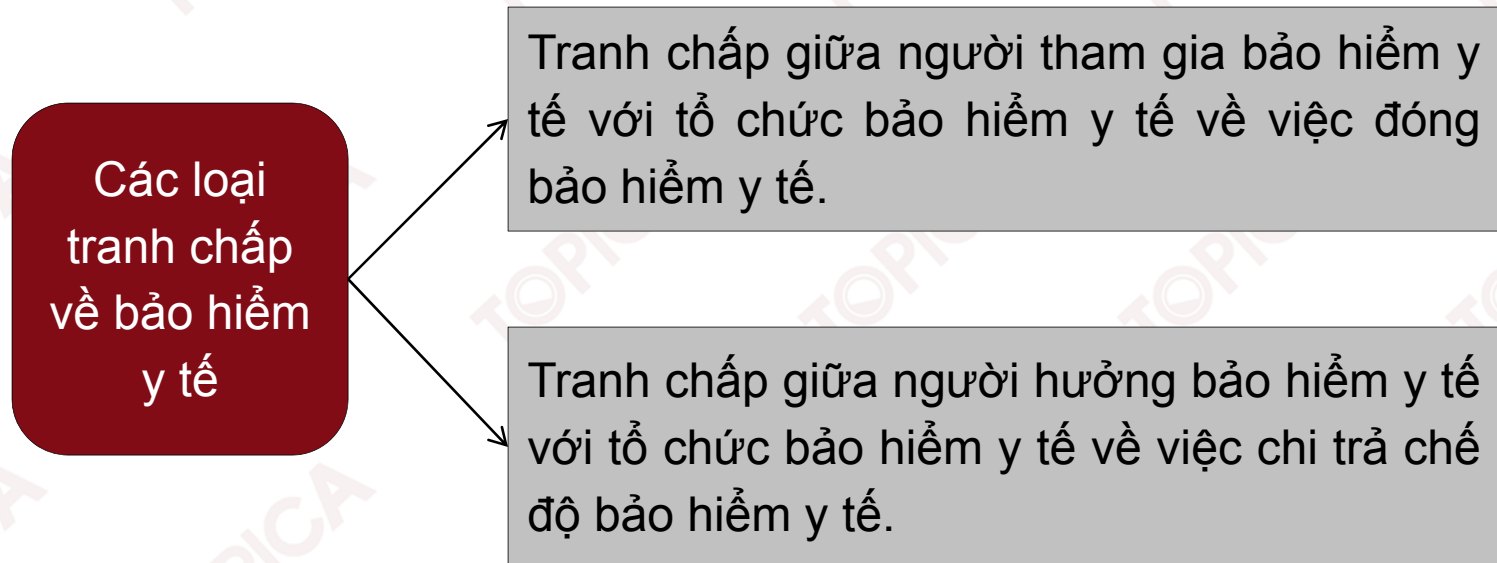 Các loại
tranh chấp
về bảo hiểm
y tế
Tranh chấp giữa người tham gia bảo hiểm y
tế với tổ chức bảo hiểm y tế về việc đóng
bảo hiểm y tế.
Tranh chấp giữa người hưởng bảo hiểm y tế
với tổ chức bảo hiểm y tế về việc chi trả chế
độ bảo hiểm y tế.